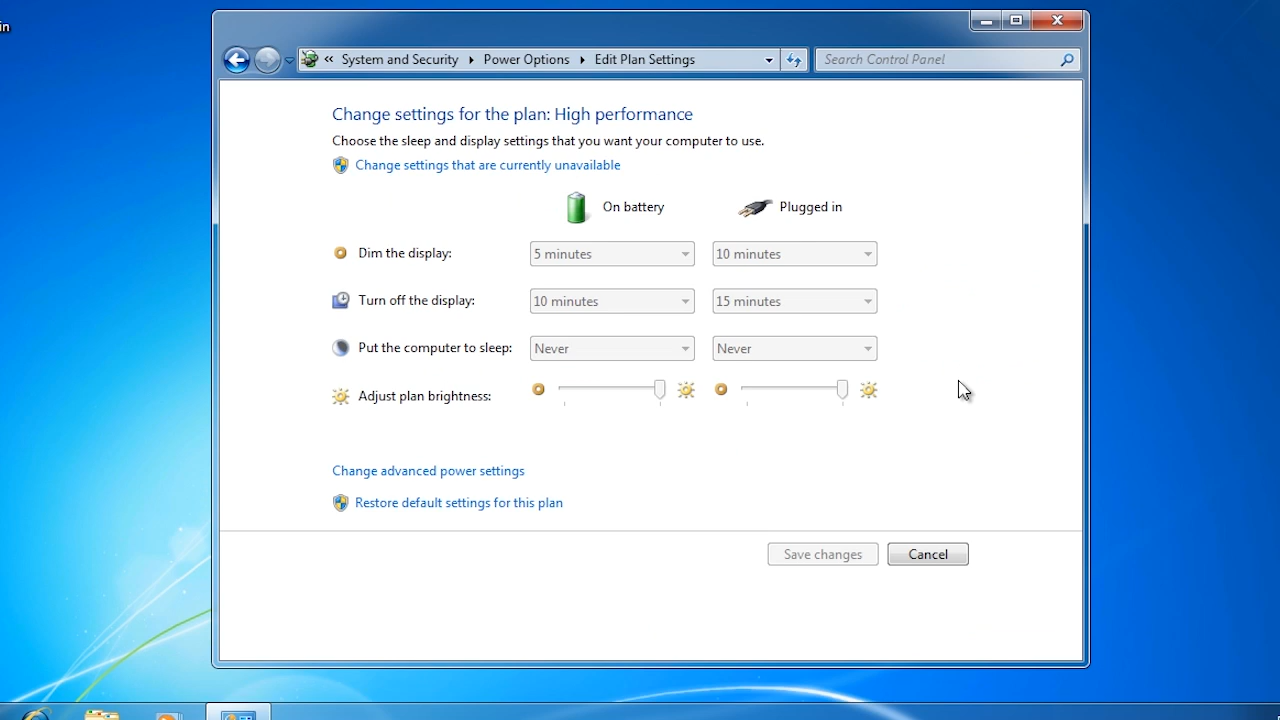 in
« System and Security Power Options Edit Plan Settings
Search Control Panel
Change settings for the plan: High performance
Choose the sleep and display settings that you want your computer to use.
Change settings that are currently unavailable
On battery Plugged in
Dim the display: 5 minutes 10 minutes
Turn off the display: 10 minutes 15 minutes
Put the computer to sleep: Never Never
Adjust plan brightness:
Change advanced power settings
Restore default settings for this plan
Save changes Cancel